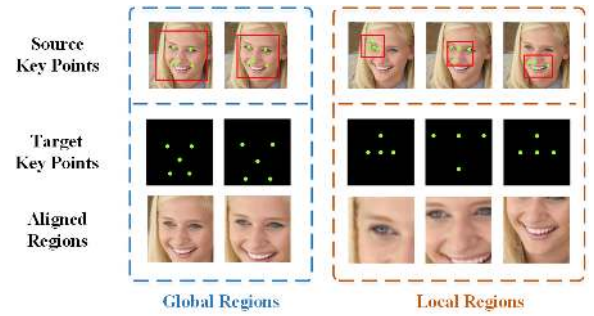 Source
Key Points
Target
Key Points
Aligned
Regions
Global Regions
Local Regions